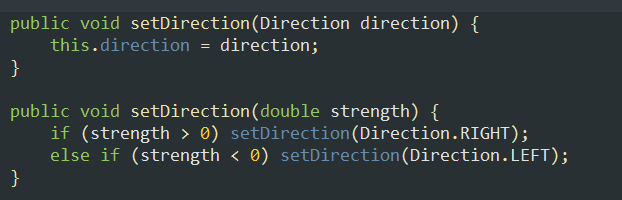 public void setDirection(Direction direction) {
    this.direction = direction;
}

public void setDirection(double strength) {
    if (strength > 0) setDirection(Direction.RIGHT);
    else if (strength < 0) setDirection(Direction.LEFT);
}